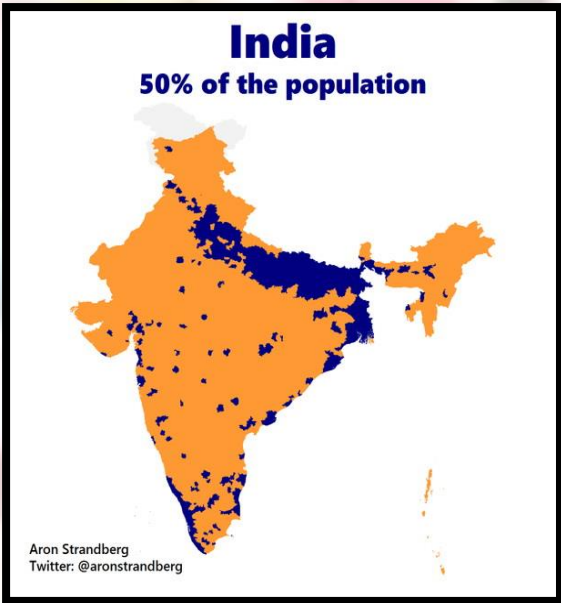 India
50% of the population
Aron Strandberg
Twitter: @aronstrandberg